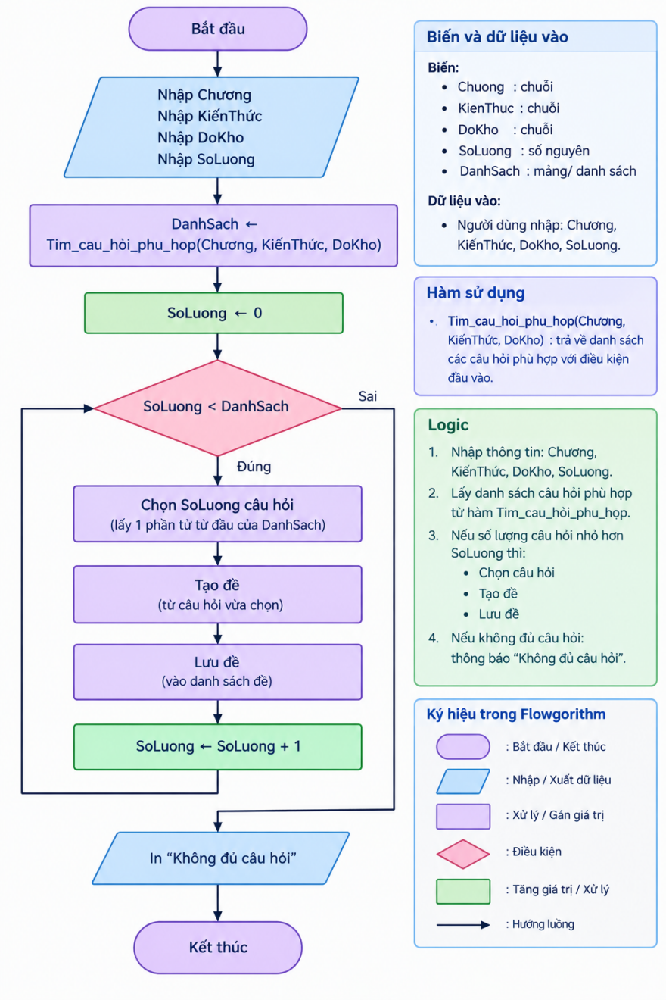 Bắt đầu
Nhập Chương
Nhập KiếnThức
Nhập DoKho
Nhập SoLuong
DanhSach ←
Tim_cau_hòi_phu_hop(Chương, KiếnThức, DoKho)
SoLuong ← 0
SoLuong < DanhSach
Sai
Đúng
Chọn SoLuong câu hỏi
(lấy 1 phần tử từ đầu của DanhSach)
Tạo đề
(từ câu hỏi vừa chọn)
Lưu đề
(vào danh sách đề)
SoLuong ← SoLuong + 1
In “Không đủ câu hỏi”
Kết thúc
Biến và dữ liệu vào
Biến:
• Chuong : chuỗi
• KienThuc : chuỗi
• DoKho : chuỗi
• SoLuong : số nguyên
• DanhSach : mảng/ danh sách
Dữ liệu vào:
• Người dùng nhập: Chương,
KiếnThức, DoKho, SoLuong.
Hàm sử dụng
• Tim_cau_hoi_phu_hop(Chương,
KiếnThức, DoKho) : trả về danh sách
các câu hỏi phù hợp với điều kiện
đầu vào.
Logic
1. Nhập thông tin: Chương,
KiếnThức, DoKho, SoLuong.
2. Lấy danh sách câu hỏi phù hợp
từ hàm Tim_cau_hòi_phu_họp.
3. Nếu số lượng câu hỏi nhỏ hơn
SoLuong thì:
• Chọn câu hỏi
• Tạo đề
• Lưu đề
4. Nếu không đủ câu hỏi:
thông báo “Không đủ câu hỏi”.
Ký hiệu trong Flowgorithm
: Bắt đầu / Kết thúc
: Nhập / Xuất dữ liệu
: Xử lý / Gán giá trị
: Điều kiện
: Tăng giá trị / Xử lý
: Hướng luồng